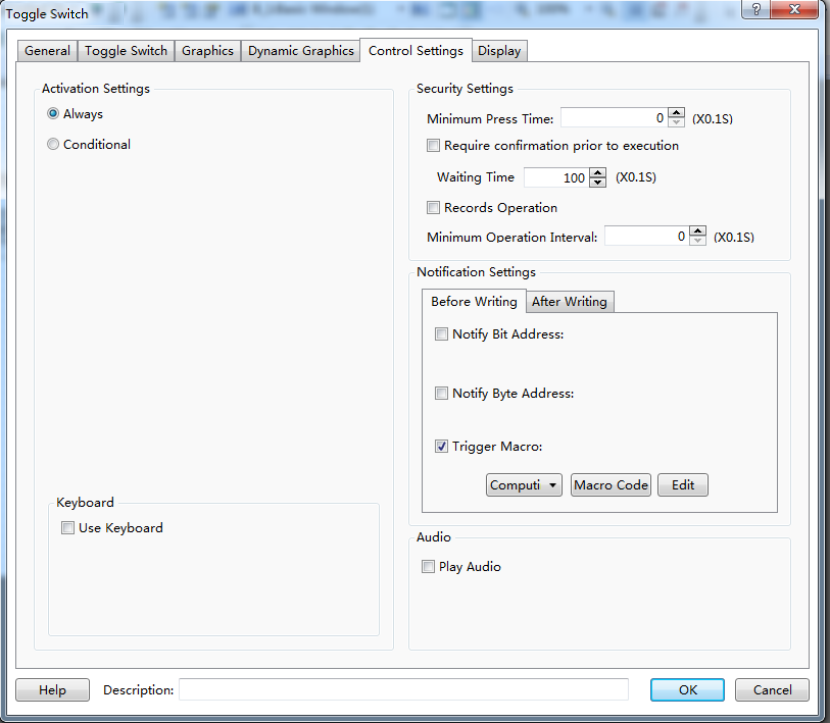 Toggle Switch
General Toggle Switch Graphics Dynamic Graphics Control Settings Display
Activation Settings
Always
Conditional
Keyboard
Use Keyboard
Security Settings
Minimum Press Time: 0 (X0.1S)
Require confirmation prior to execution
Waiting Time 100 (X0.1S)
Records Operation
Minimum Operation Interval: 0 (X0.1S)
Notification Settings
Before Writing After Writing
Notify Bit Address:
Notify Byte Address:
Trigger Macro:
Computi Macro Code Edit
Audio
Play Audio
Help Description: OK Cancel